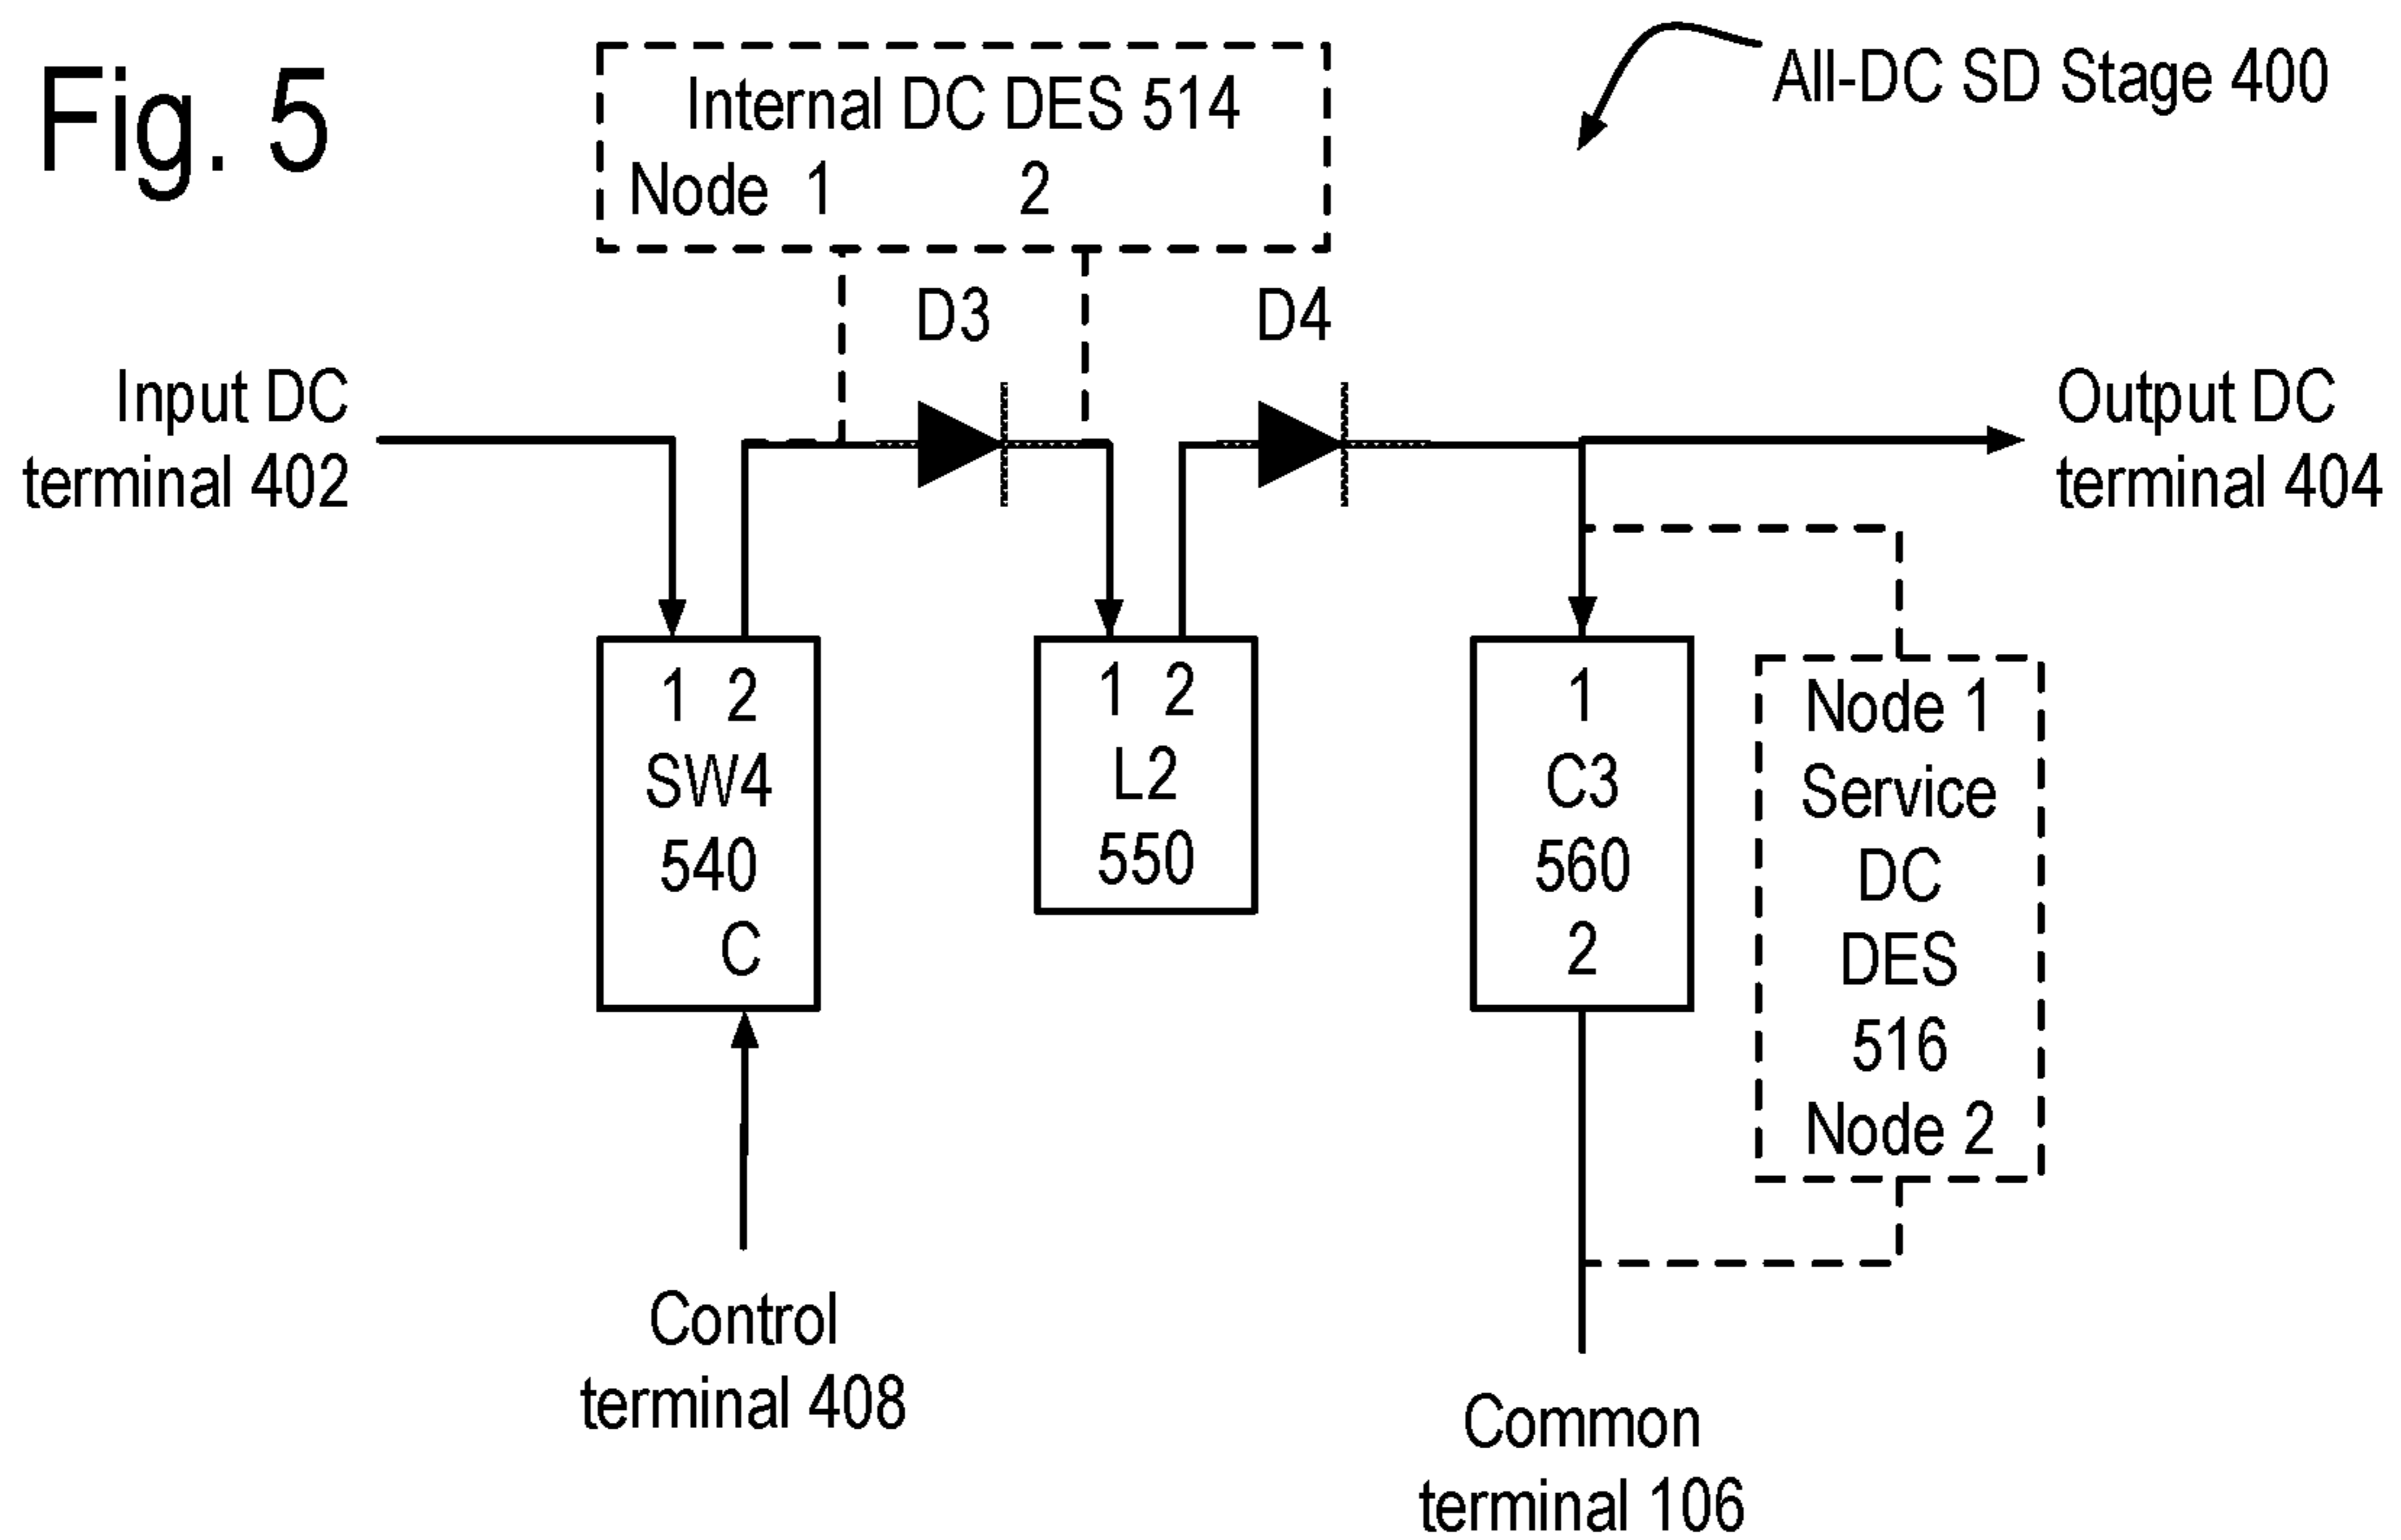 Fig. 5
Internal DC DES 514
Node 1 2
All-DC SD Stage 400
D3
D4
Input DC
terminal 402
Output DC
terminal 404
1 2
SW4
540
C
1 2
L2
550
1
C3
560
2
Node 1
Service
DC
DES
516
Node 2
Control
terminal 408
Common
terminal 106